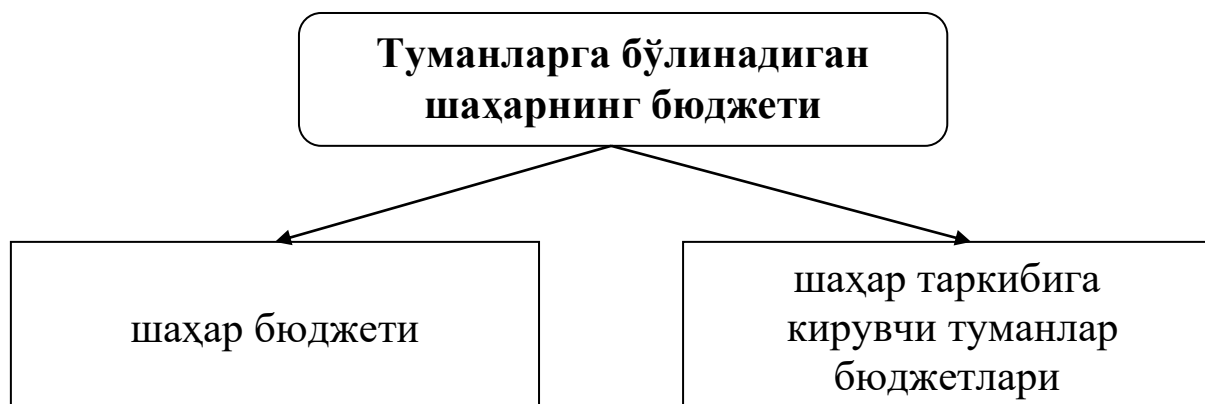 Туманларга бўлинадиган
шаҳарнинг бюджети
шаҳар бюджети
шаҳар таркибига
кирувчи туманлар
бюджетлари